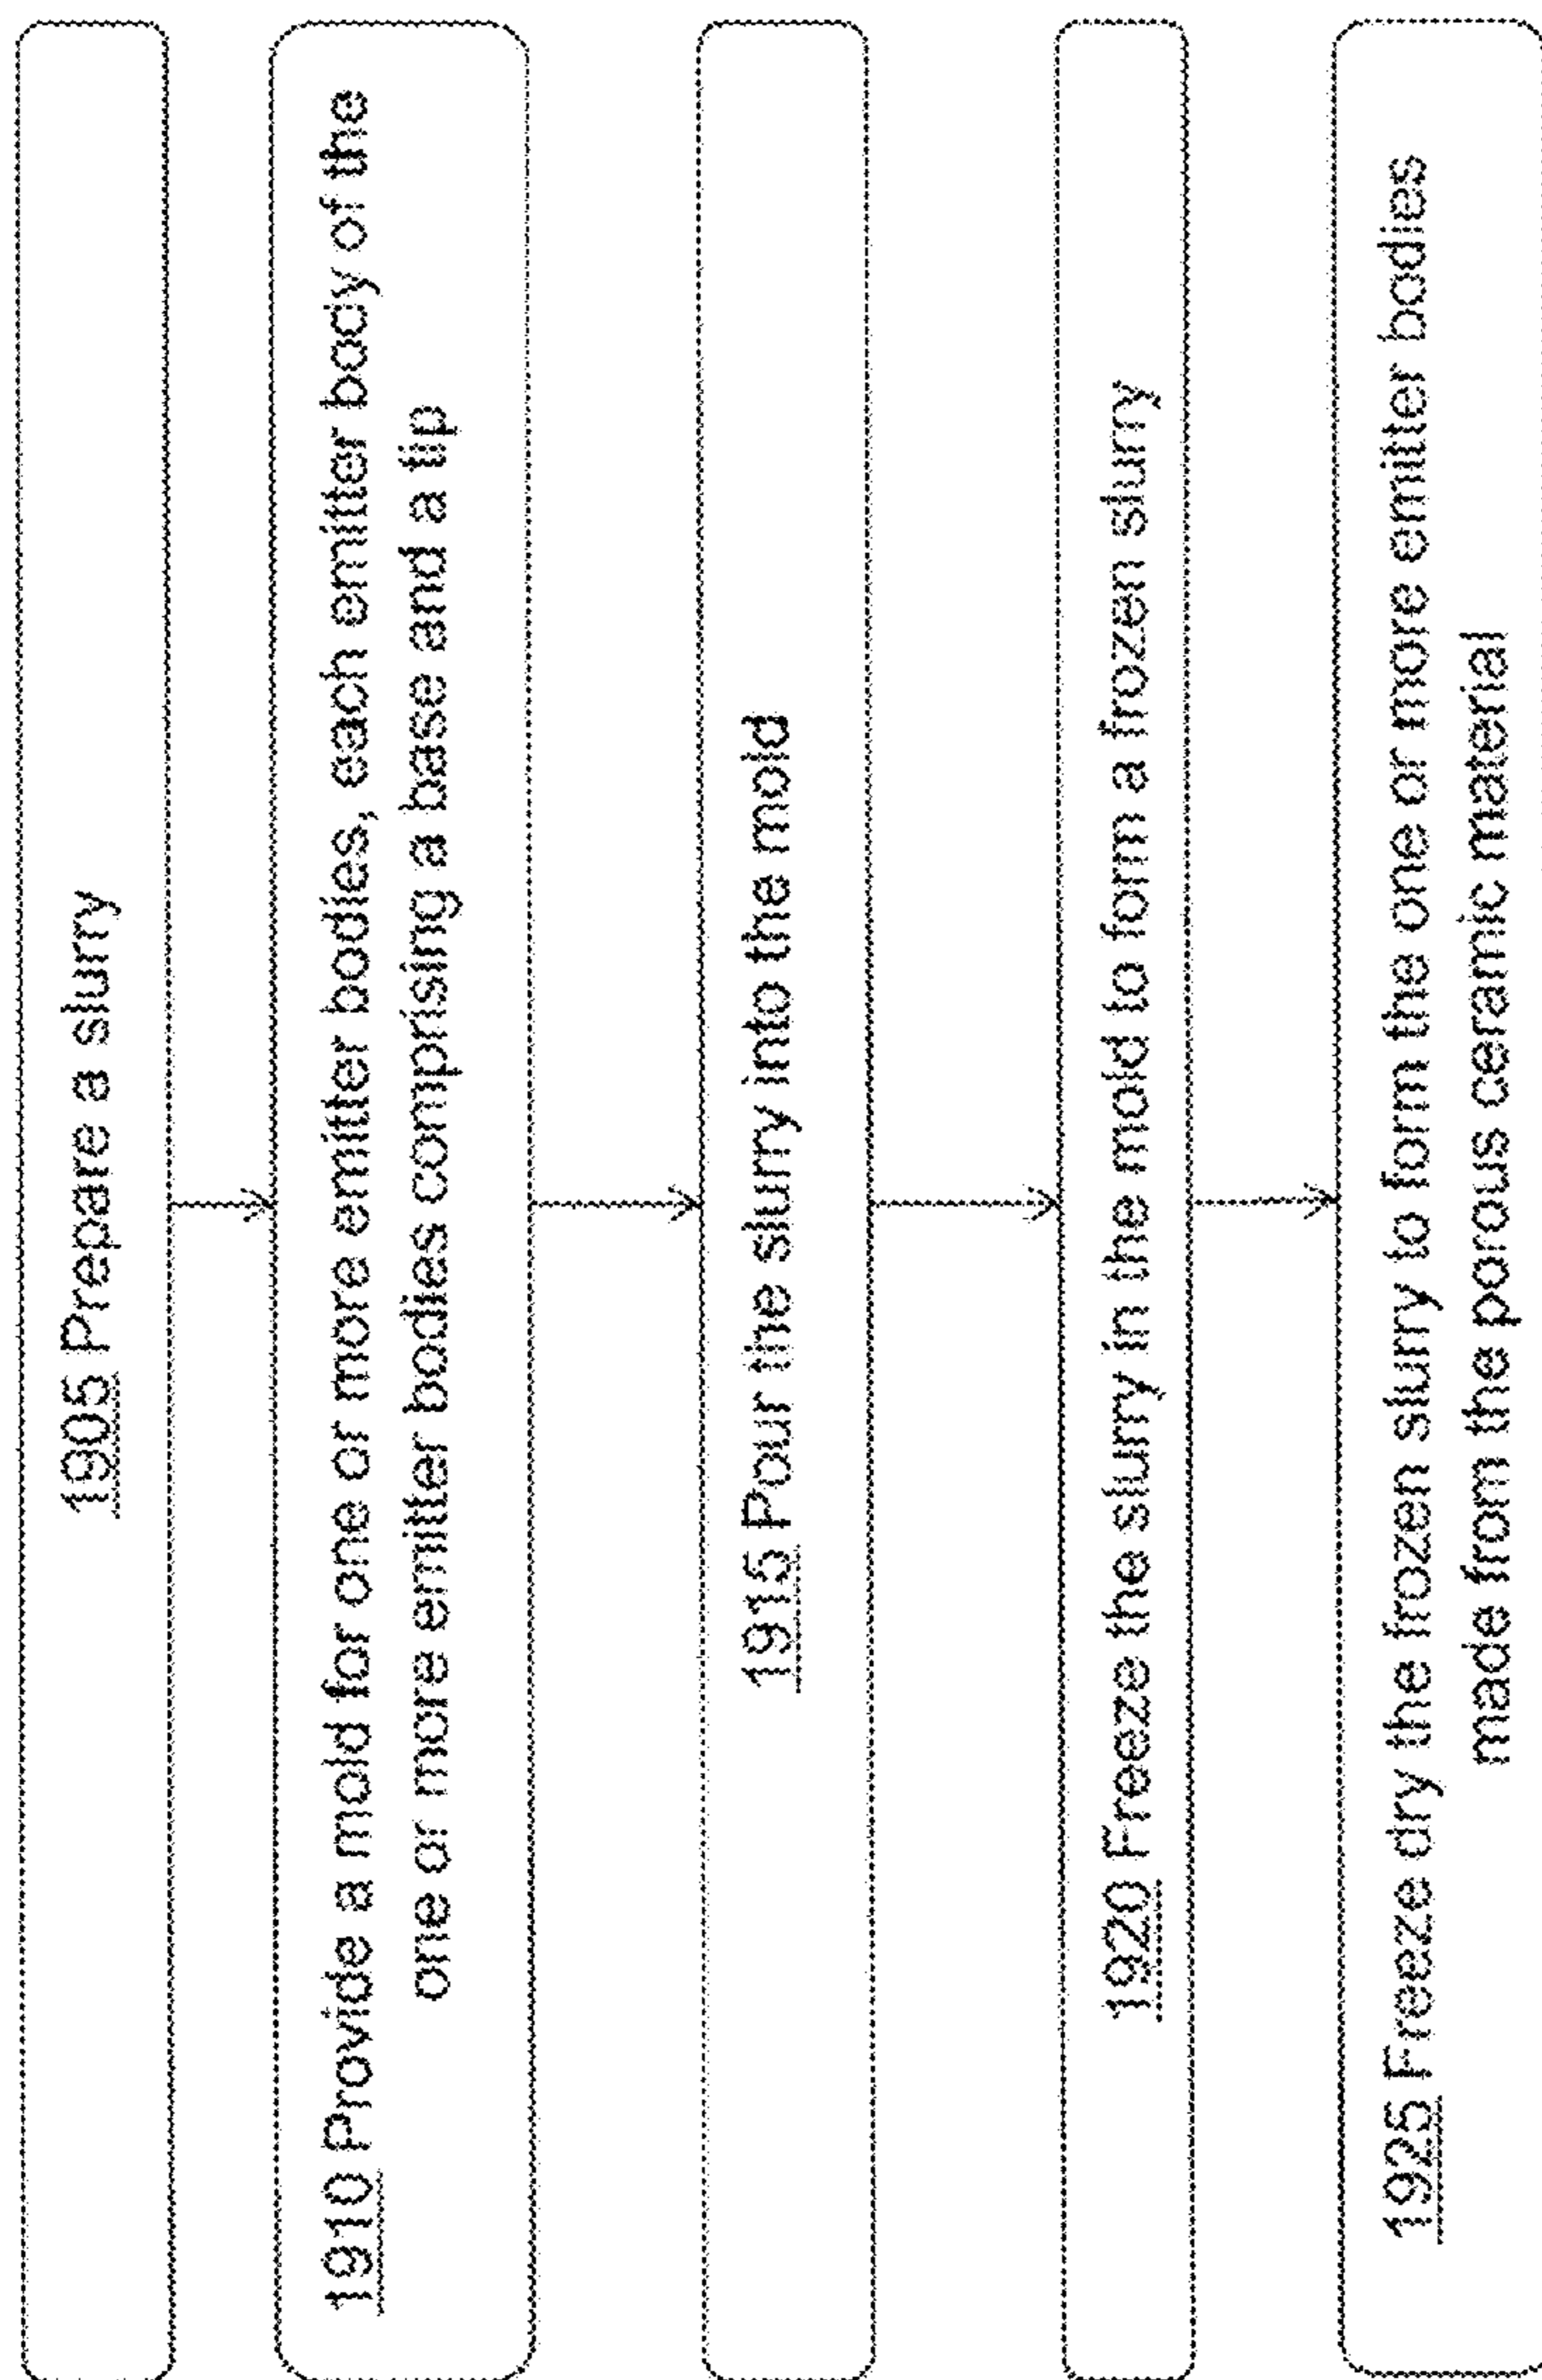 1905 Prepare a slurry
1910 Provide a mold for one or more emitter bodies, each emitter body of the
one or more emitter bodies comprising a base and a tip
1915 Pour the slurry into the mold
1920 Freeze the slurry in the mold to form a frozen slurry
1925 Freeze dry the frozen slurry to form the one or more emitter bodies
made from the porous ceramic material